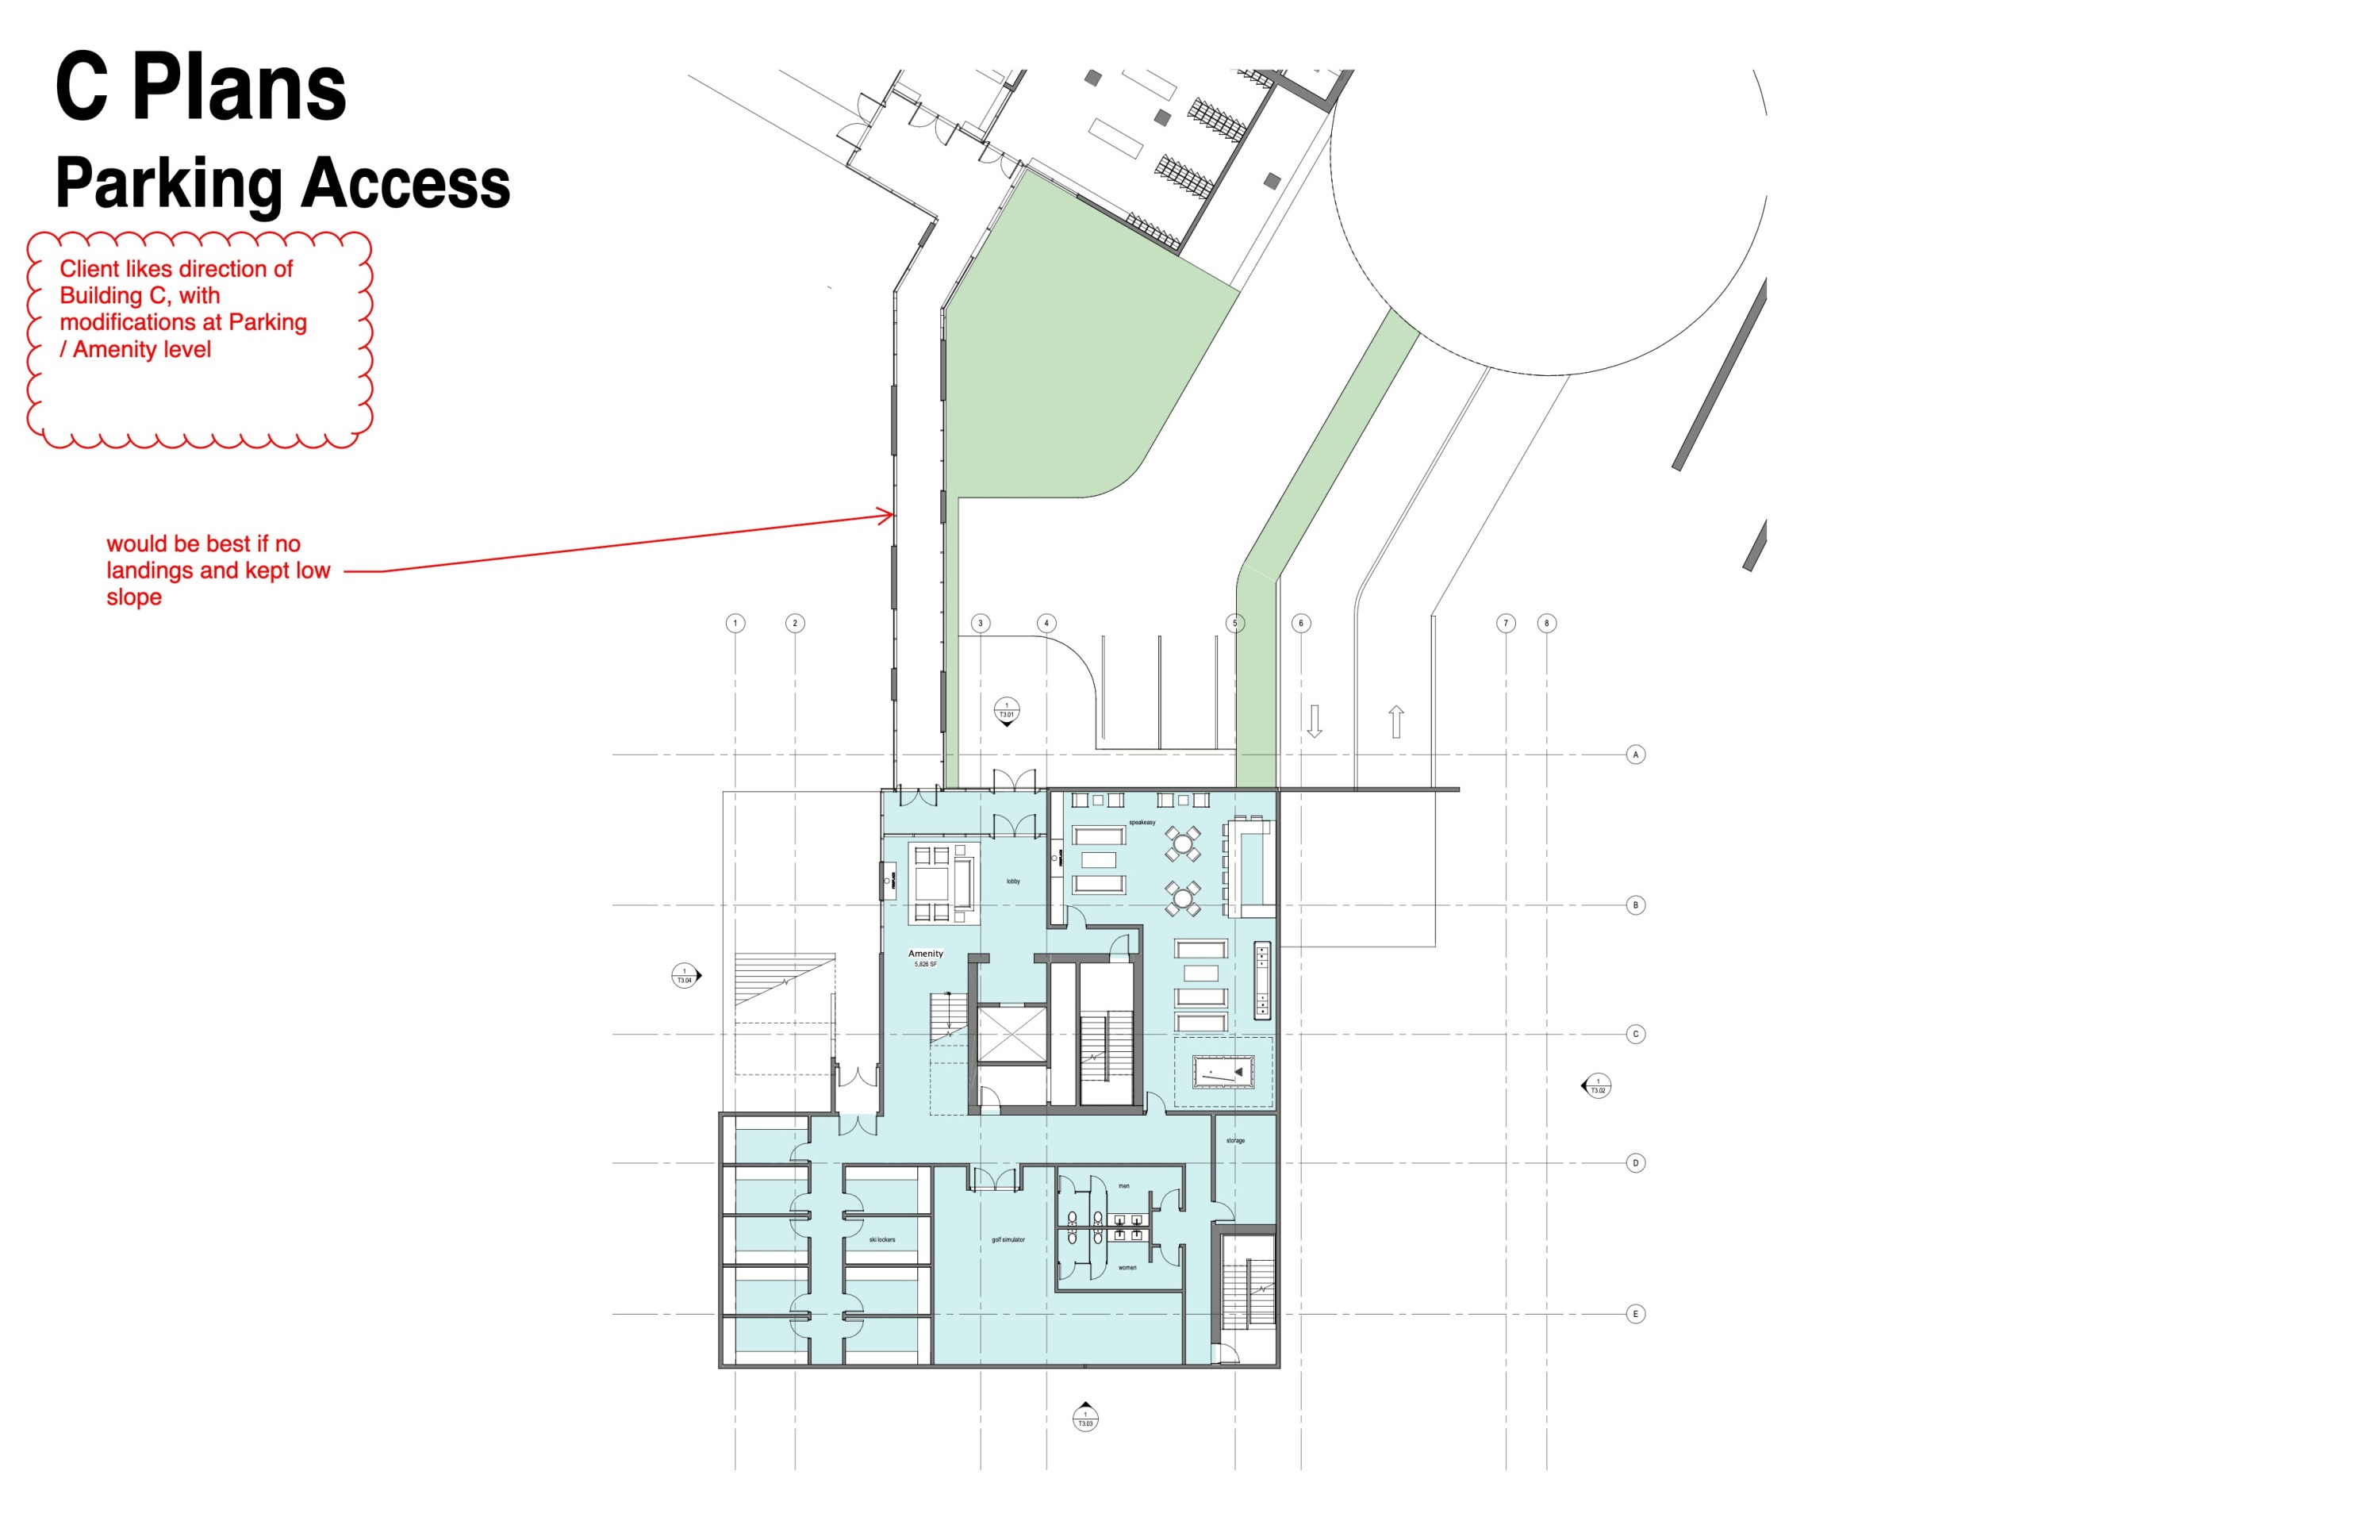 C Plans
Parking Access
Client likes direction of
Building C, with
modifications at Parking
/ Amenity level
would be best if no
landings and kept low
slope
1
2
3
4
5
6
7
8
1
T3.01
A
speakeasy
lobby
B
Amenity
5,826 SF
1
T3.04
C
1
T3.02
storage
D
men
ski lockers
golf simulator
women
E
1
T3.03